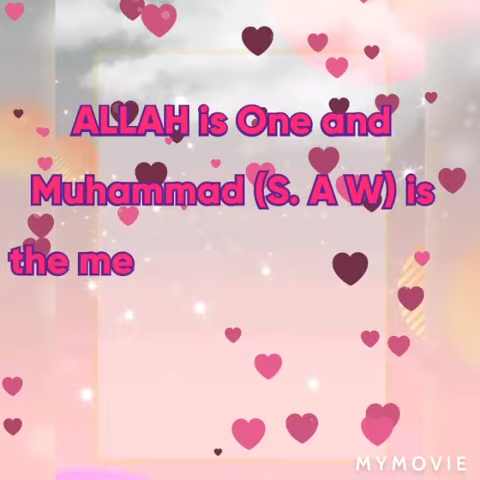 ALLAH is One and
Muhammad (S. A W) is
the me
MYMOVIE